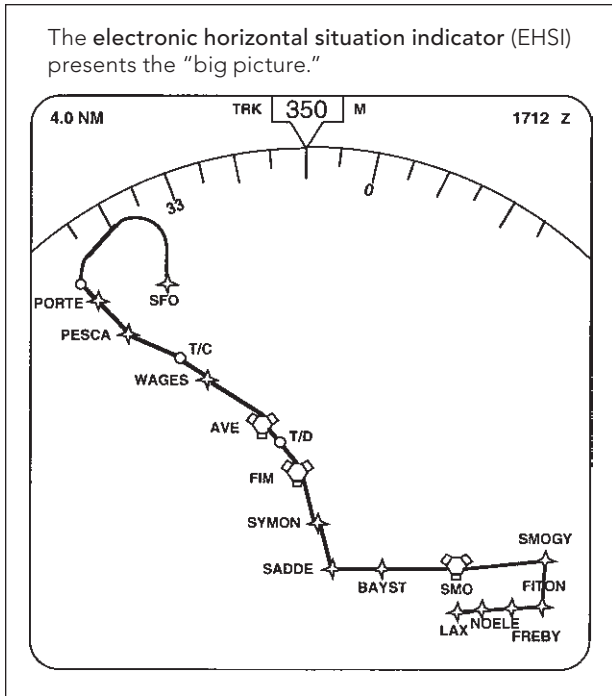 The electronic horizontal situation indicator (EHSI)
presents the “big picture.”
4.0 NM
TRK 350 M
1712 Z
33
0
PORTE
SFO
PESCA
T/C
WAGES
AVE
T/D
FIM
SYMON
SADDE
BAYST
SMO
SMOGY
FITON
LAX
NOELE
FREBY